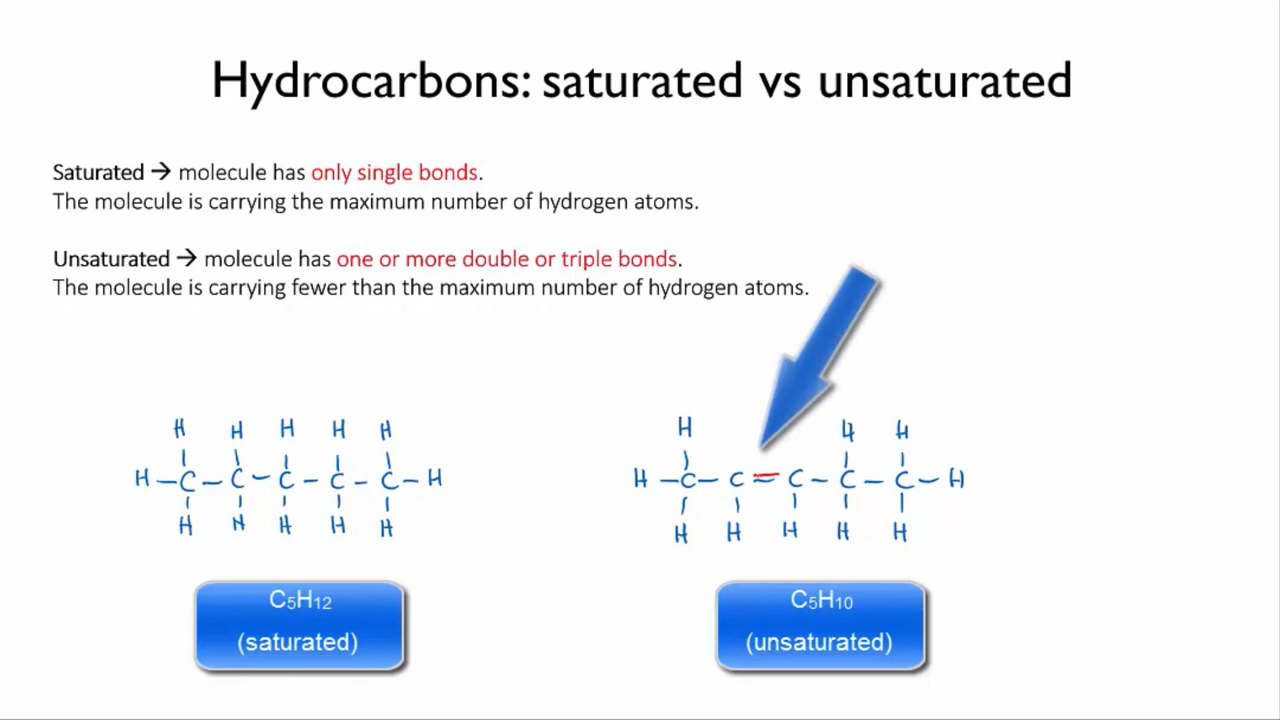 Hydrocarbons: saturated vs unsaturated
Saturated → molecule has only single bonds.
The molecule is carrying the maximum number of hydrogen atoms.
Unsaturated → molecule has one or more double or triple bonds.
The molecule is carrying fewer than the maximum number of hydrogen atoms.
H H H H H
H – C – C – C – C – C – H
H H H H H
H H H
H – C – C = C – C – C – H
H H H H H
C₅H₁₂
(saturated)
C₅H₁₀
(unsaturated)